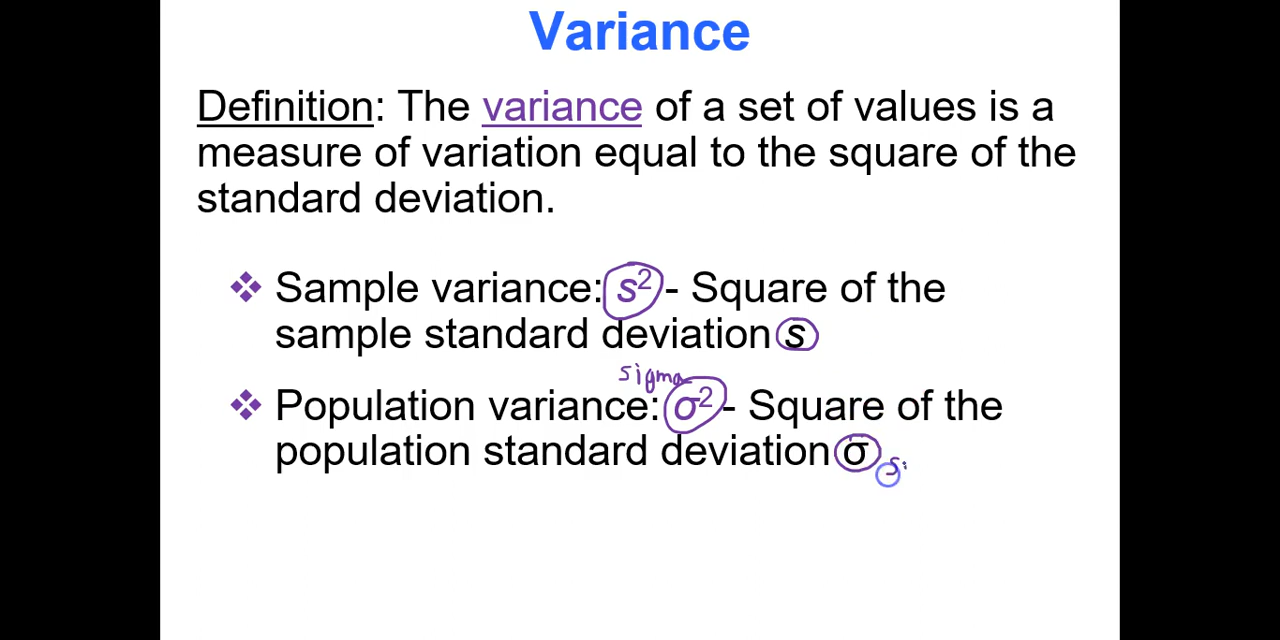 Variance
Definition: The variance of a set of values is a
measure of variation equal to the square of the
standard deviation.
❖ Sample variance: s² - Square of the
sample standard deviation s
sigma
❖ Population variance: σ² - Square of the
population standard deviation σ
si